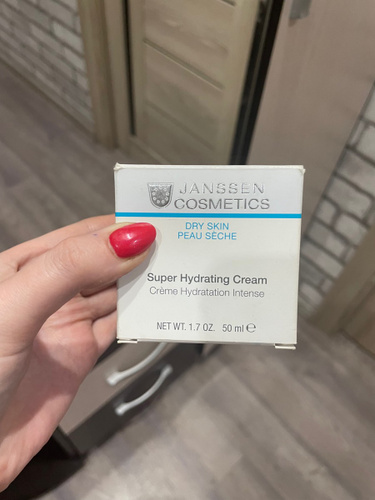 JANSSEN
COSMETICS
DRY SKIN
PEAU SÈCHE
Super Hydrating Cream
Crème Hydratation Intense
NET WT. 1.7 OZ. 50 ml ℮